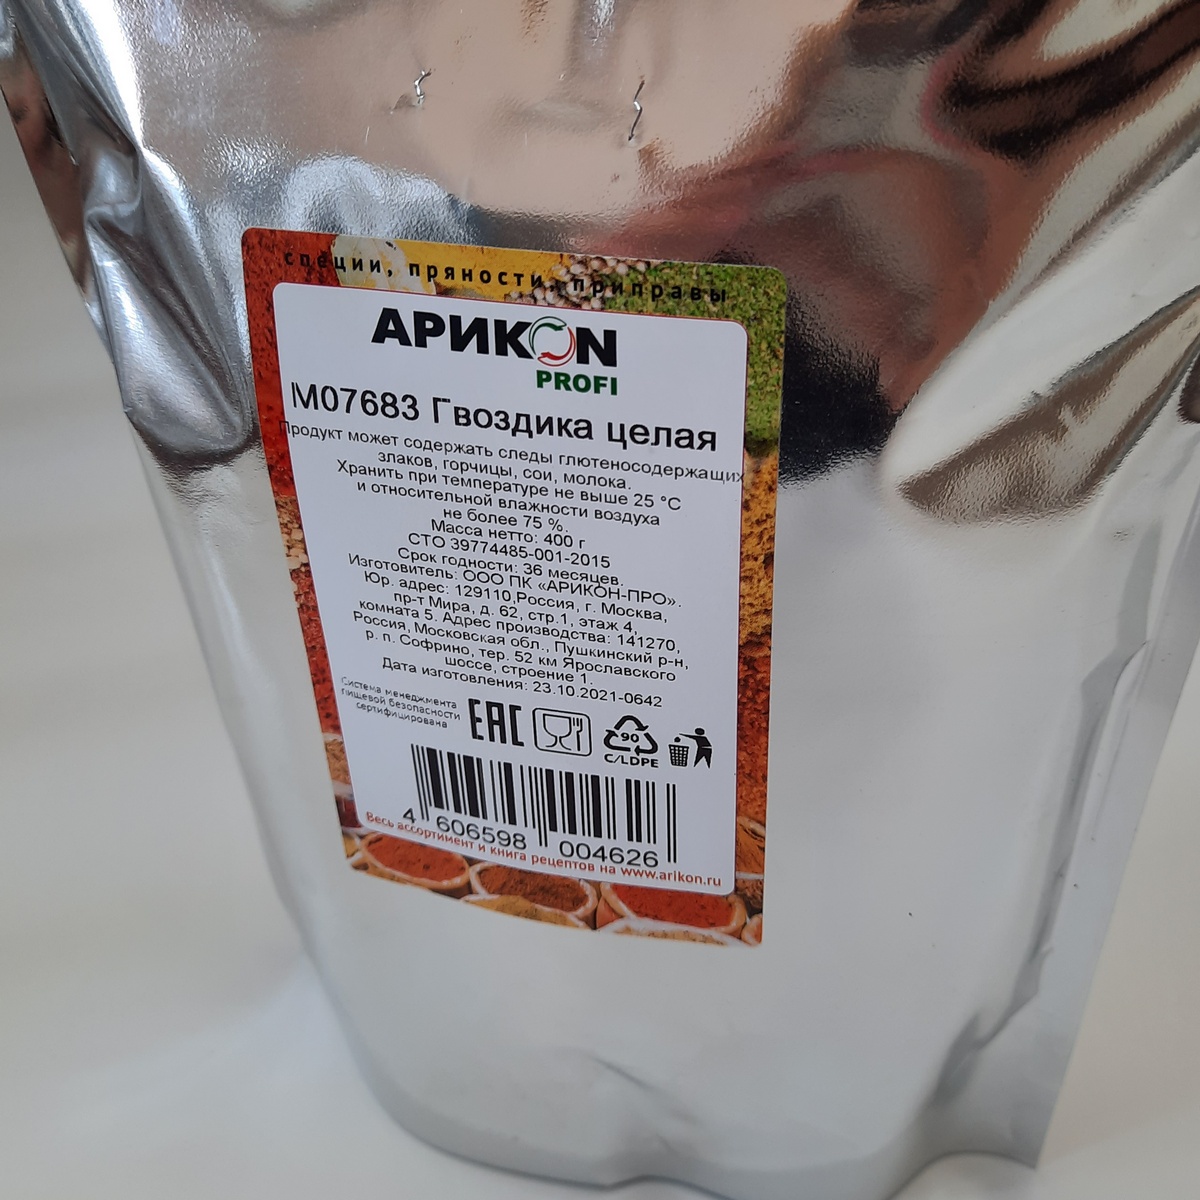 специи, пряности, приправы
АРИКОN
PROFI
М07683 Гвоздика целая
Продукт может содержать следы глютеносодержащих
злаков, горчицы, сои, молока.
Хранить при температуре не выше 25 °С
и относительной влажности воздуха
не более 75 %.
Масса нетто: 400 г
СТО 39774485-001-2015
Срок годности: 36 месяцев.
Изготовитель: ООО ПК «АРИКОН-ПРО».
Юр. адрес: 129110,Россия, г. Москва,
пр-т Мира, д. 62, стр.1, этаж 4,
комната 5. Адрес производства: 141270,
Россия, Московская обл., Пушкинский р-н,
р. п. Софрино, тер. 52 км Ярославского
шоссе, строение 1.
Дата изготовления: 23.10.2021-0642
Система менеджмента
пищевой безопасности
сертифицирована
ЕАС
90
C/LDPE
4 606598 004626
Весь ассортимент и книга рецептов на www.arikon.ru